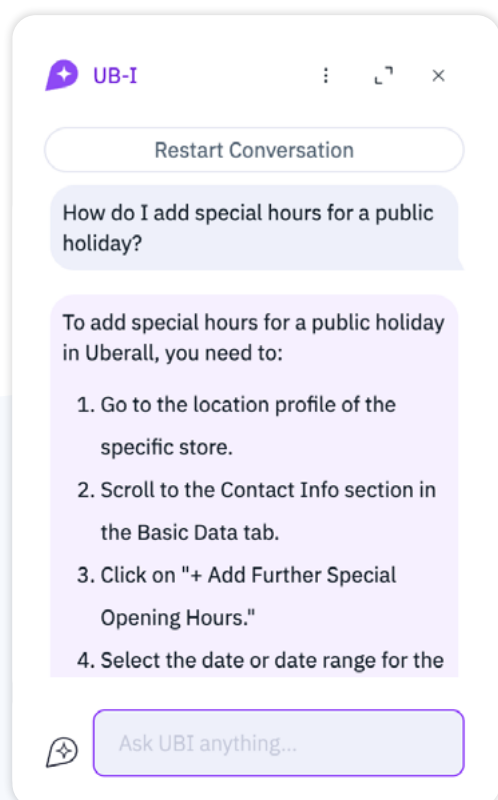 UB-I
Restart Conversation
How do I add special hours for a public
holiday?
To add special hours for a public holiday
in Uberall, you need to:
1. Go to the location profile of the
specific store.
2. Scroll to the Contact Info section in
the Basic Data tab.
3. Click on "+ Add Further Special
Opening Hours."
4. Select the date or date range for the
Ask UBI anything...